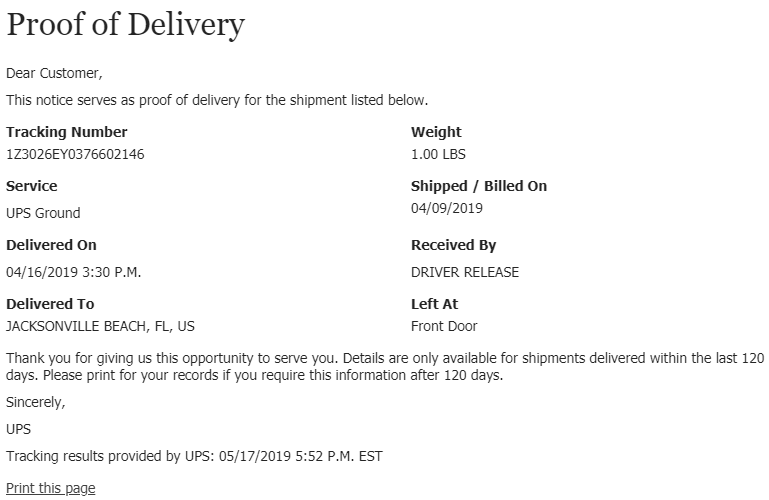 Proof of Delivery
Dear Customer,
This notice serves as proof of delivery for the shipment listed below.
Tracking Number
1Z3026EY0376602146
Weight
1.00 LBS
Service
UPS Ground
Shipped / Billed On
04/09/2019
Delivered On
04/16/2019 3:30 P.M.
Received By
DRIVER RELEASE
Delivered To
JACKSONVILLE BEACH, FL, US
Left At
Front Door
Thank you for giving us this opportunity to serve you. Details are only available for shipments delivered within the last 120
days. Please print for your records if you require this information after 120 days.
Sincerely,
UPS
Tracking results provided by UPS: 05/17/2019 5:52 P.M. EST
Print this page